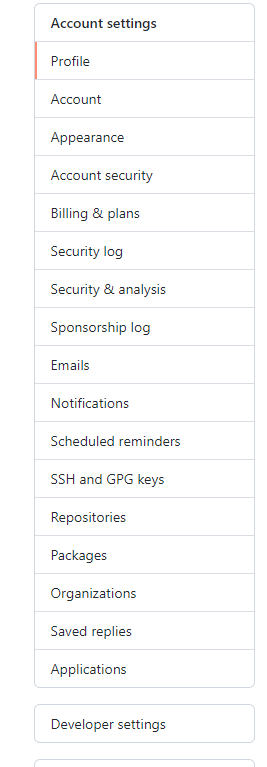 Account settings
Profile
Account
Appearance
Account security
Billing & plans
Security log
Security & analysis
Sponsorship log
Emails
Notifications
Scheduled reminders
SSH and GPG keys
Repositories
Packages
Organizations
Saved replies
Applications
Developer settings